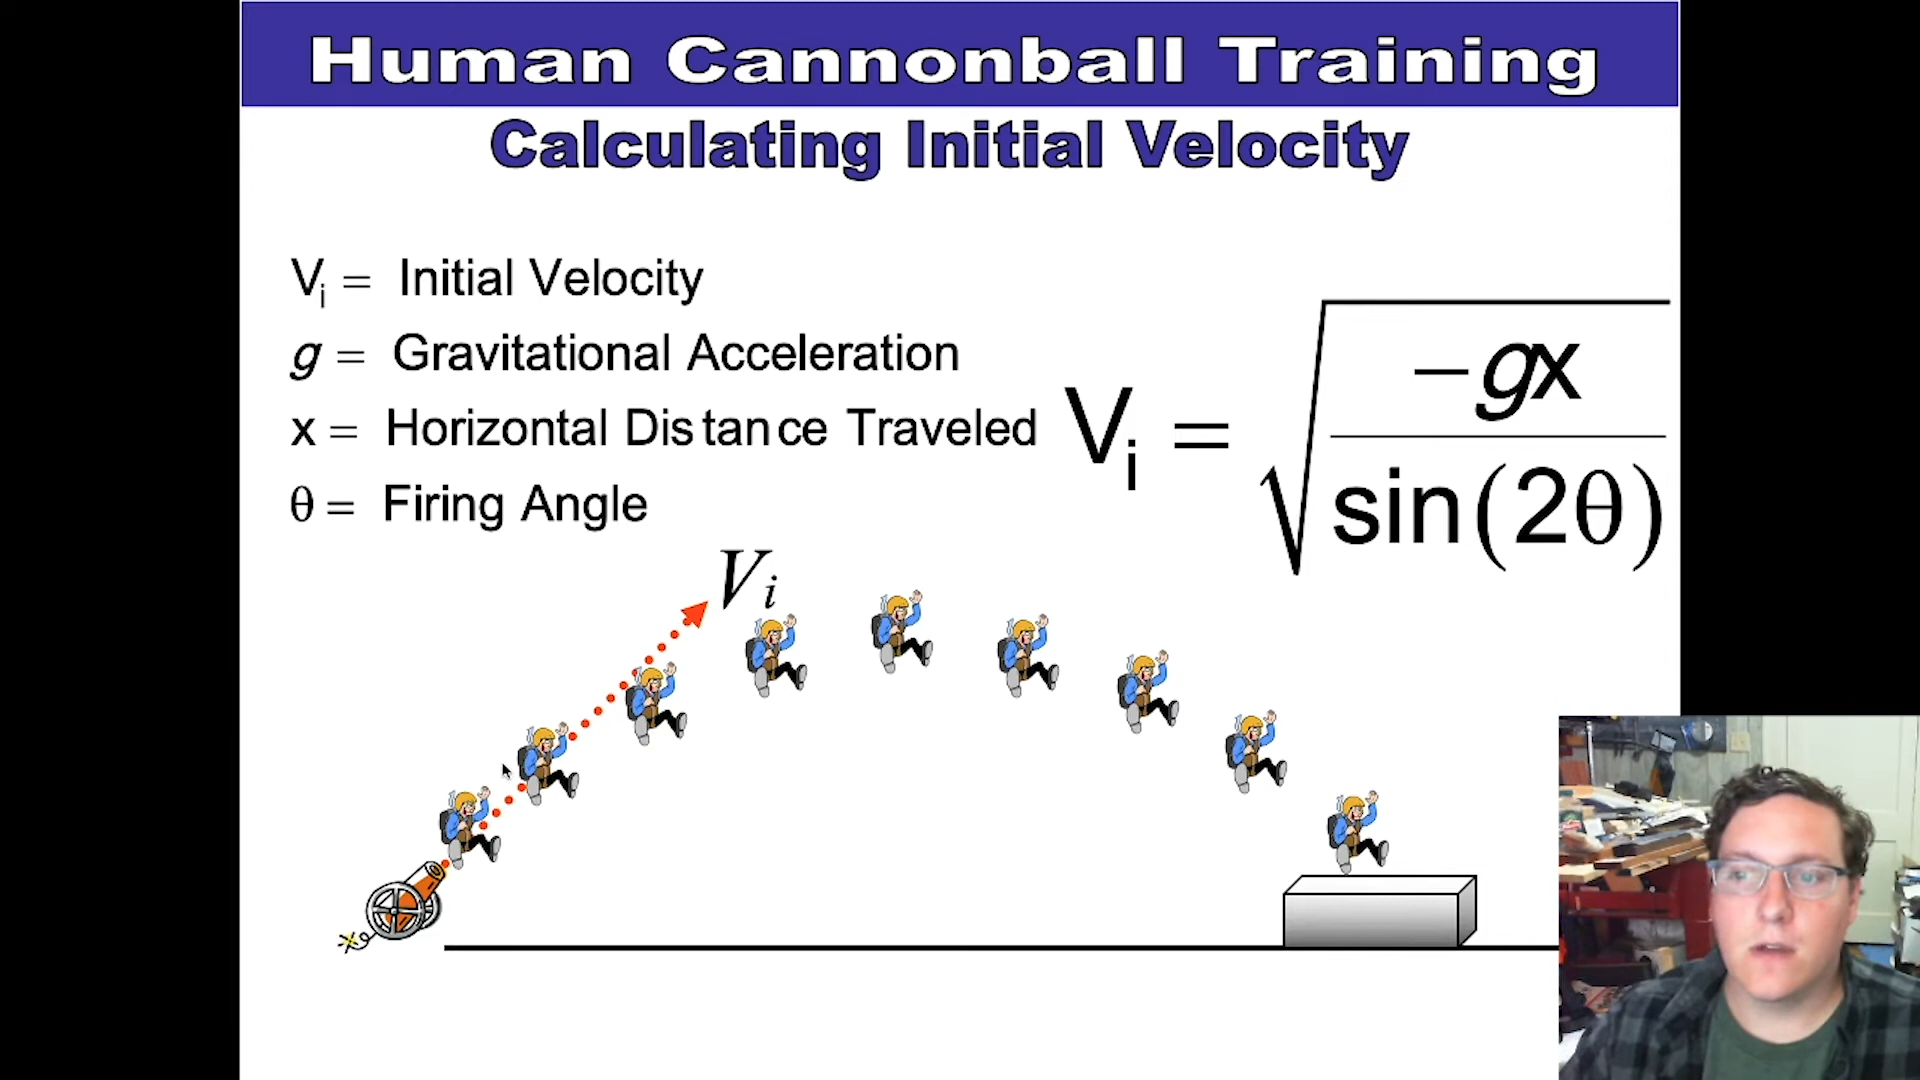 Human Cannonball Training
Calculating Initial Velocity
Vi = Initial Velocity
g = Gravitational Acceleration
x = Horizontal Distance Traveled
θ = Firing Angle
Vi = √(−gx / sin(2θ))
Vi